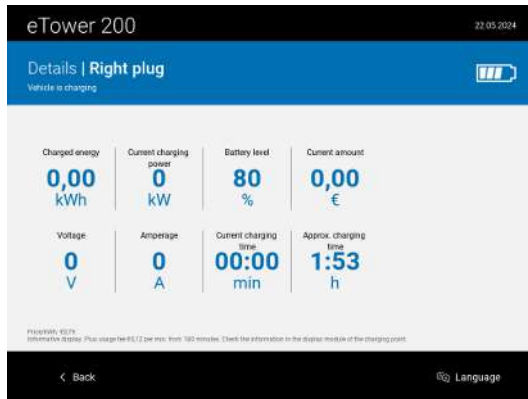 eTower 200
22.05.2024
Details | Right plug
Vehicle is charging
Charged energy
0,00
kWh
Current charging
power
0
kW
Battery level
80
%
Current amount
0,00
€
Voltage
0
V
Amperage
0
A
Current charging
time
00:00
min
Approx. charging
time
1:53
h
Informative display. Plus usage fee €0,12 per min. from 180 minutes. Check the information in the display module of the charging point.
< Back
Language